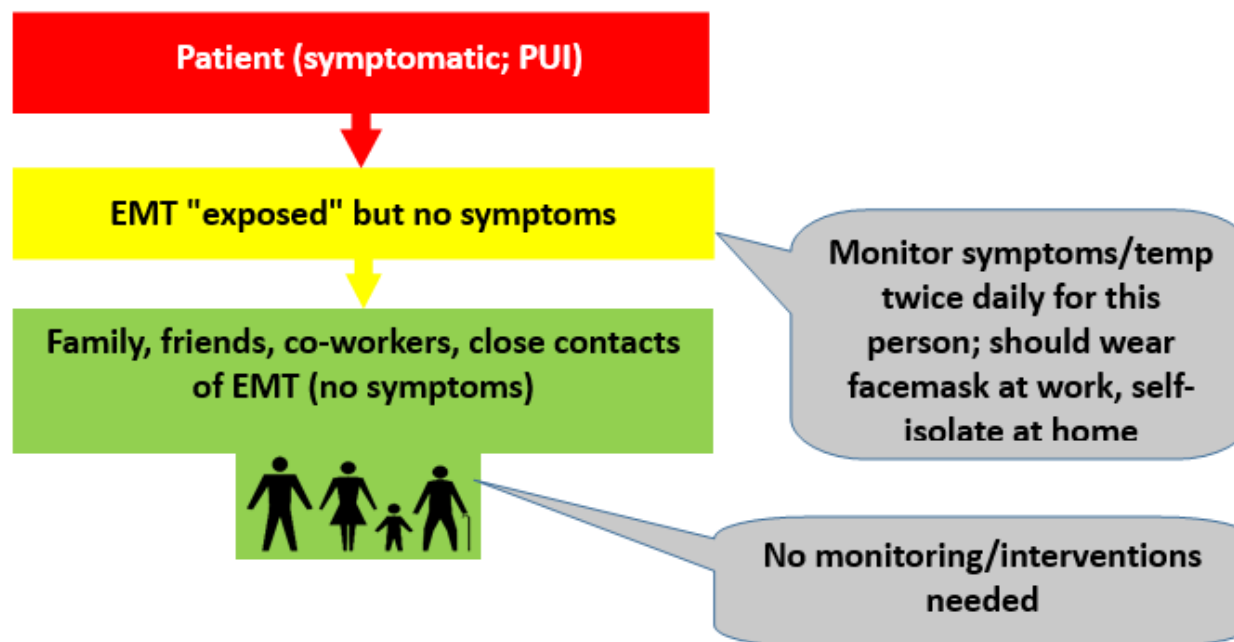 Patient (symptomatic; PUI)
EMT "exposed" but no symptoms
Monitor symptoms/temp
twice daily for this
person; should wear
facemask at work, self-
isolate at home
Family, friends, co-workers, close contacts
of EMT (no symptoms)
No monitoring/interventions
needed